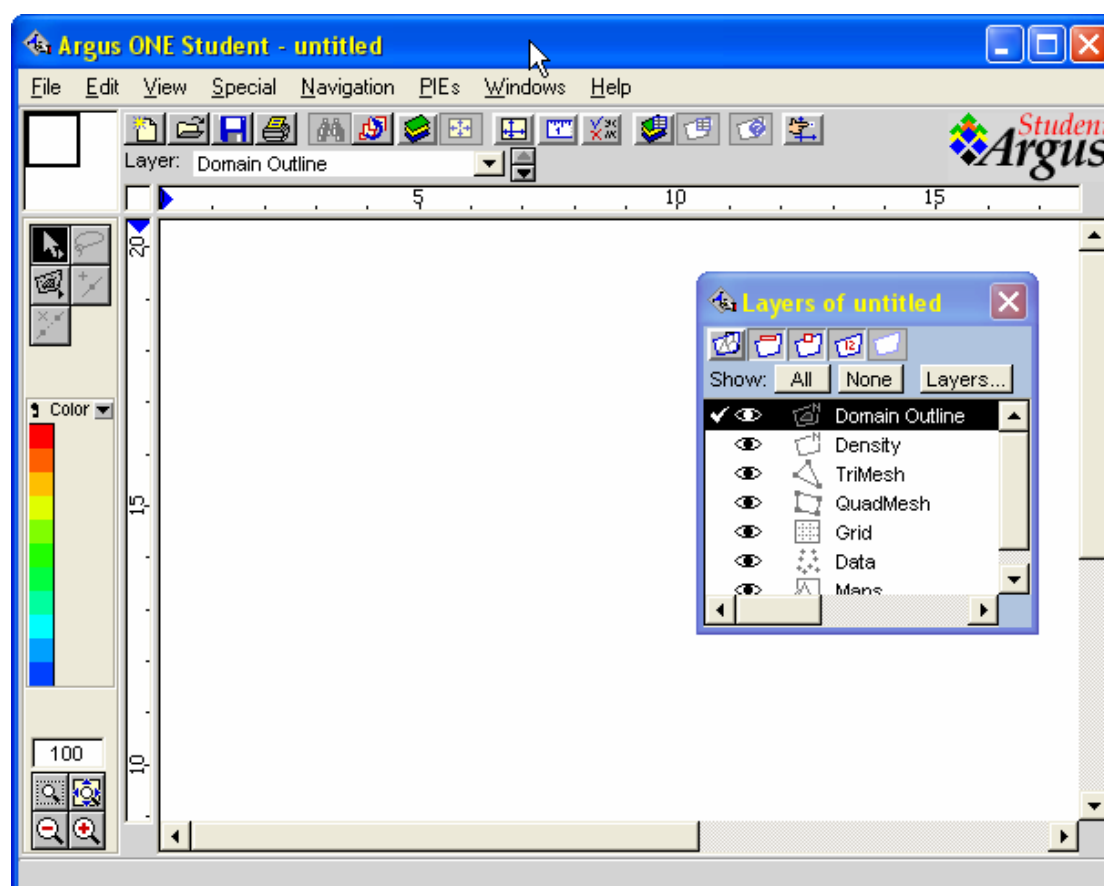 Argus ONE Student - untitled
File Edit View Special Navigation PIEs Windows Help
Student
Argus
Layer: Domain Outline
5 10 15
20
Layers of untitled
Show: All None Layers...
Domain Outline
Density
TriMesh
QuadMesh
Grid
Data
Maps
Color
15
100
10